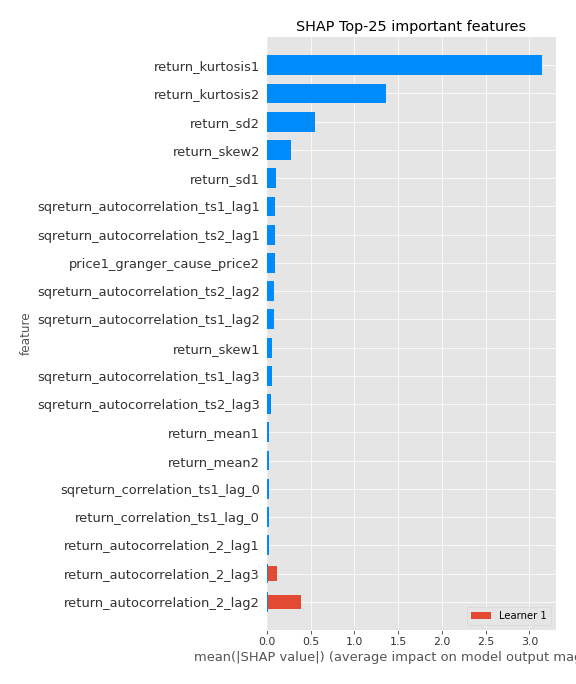 SHAP Top-25 important features
return_kurtosis1
return_kurtosis2
return_sd2
return_skew2
return_sd1
sqreturn_autocorrelation_ts1_lag1
sqreturn_autocorrelation_ts2_lag1
price1_granger_cause_price2
sqreturn_autocorrelation_ts2_lag2
sqreturn_autocorrelation_ts1_lag2
return_skew1
sqreturn_autocorrelation_ts1_lag3
sqreturn_autocorrelation_ts2_lag3
return_mean1
return_mean2
sqreturn_correlation_ts1_lag_0
return_correlation_ts1_lag_0
return_autocorrelation_2_lag1
return_autocorrelation_2_lag3
return_autocorrelation_2_lag2
feature
Learner 1
0.0 0.5 1.0 1.5 2.0 2.5 3.0
mean(|SHAP value|) (average impact on model output mag